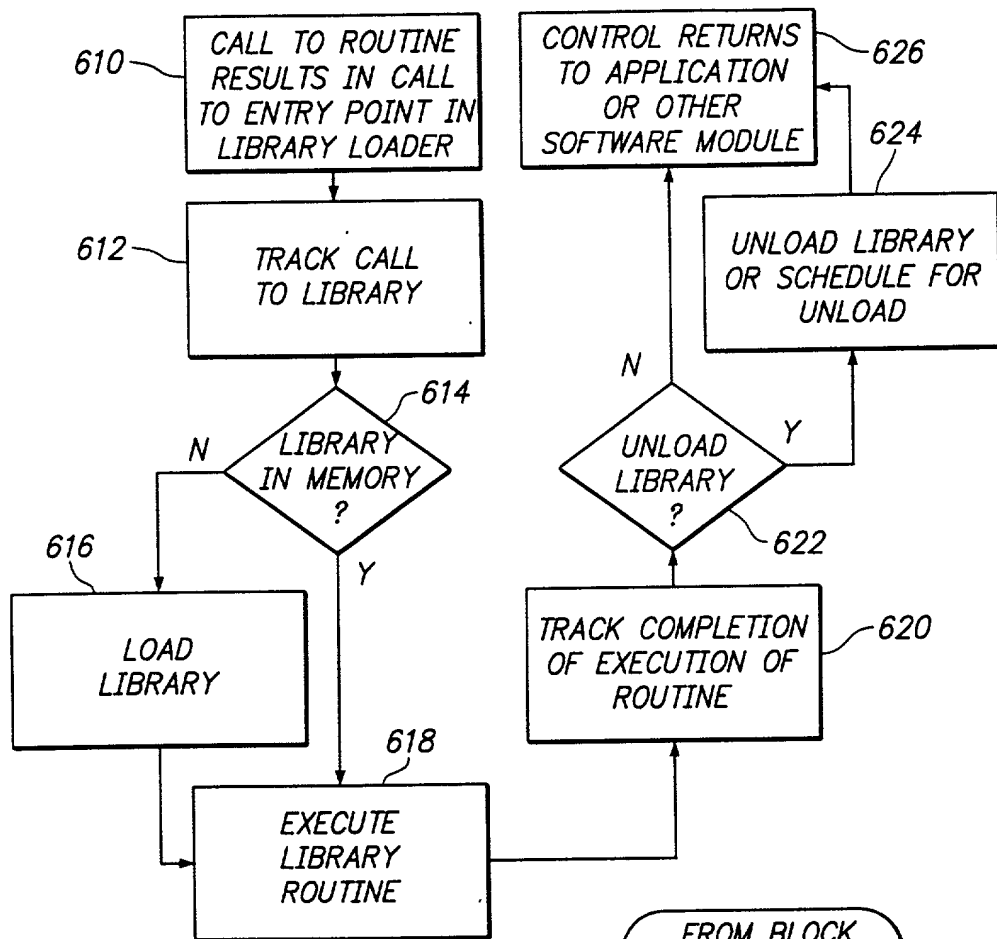 610
CALL TO ROUTINE
RESULTS IN CALL
TO ENTRY POINT IN
LIBRARY LOADER
612
TRACK CALL
TO LIBRARY
614
LIBRARY
IN MEMORY
?
N
Y
616
LOAD
LIBRARY
618
EXECUTE
LIBRARY
ROUTINE
620
TRACK COMPLETION
OF EXECUTION OF
ROUTINE
622
UNLOAD
LIBRARY
?
N
Y
624
UNLOAD LIBRARY
OR SCHEDULE FOR
UNLOAD
626
CONTROL RETURNS
TO APPLICATION
OR OTHER
SOFTWARE MODULE
FROM BLOCK